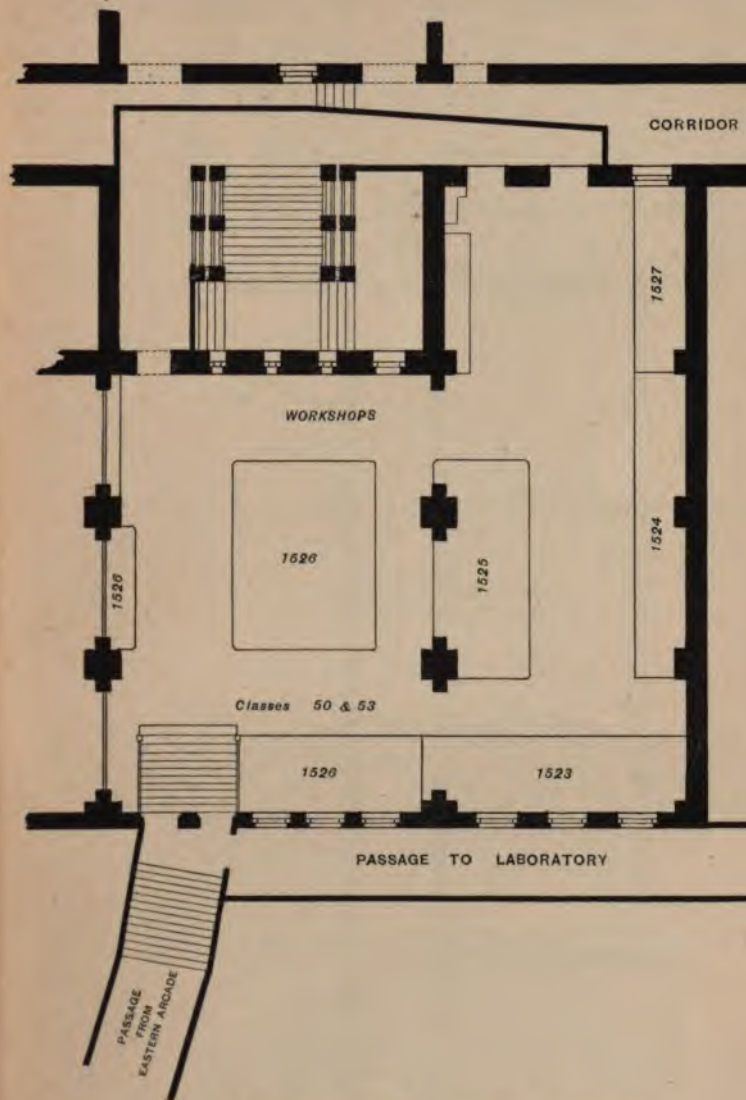 CORRIDOR
1527
WORKSHOPS
1526
1525
1524
1526
Classes 50 & 53
1526
1523
PASSAGE TO LABORATORY
PASSAGE
FROM
EASTERN ARCADE